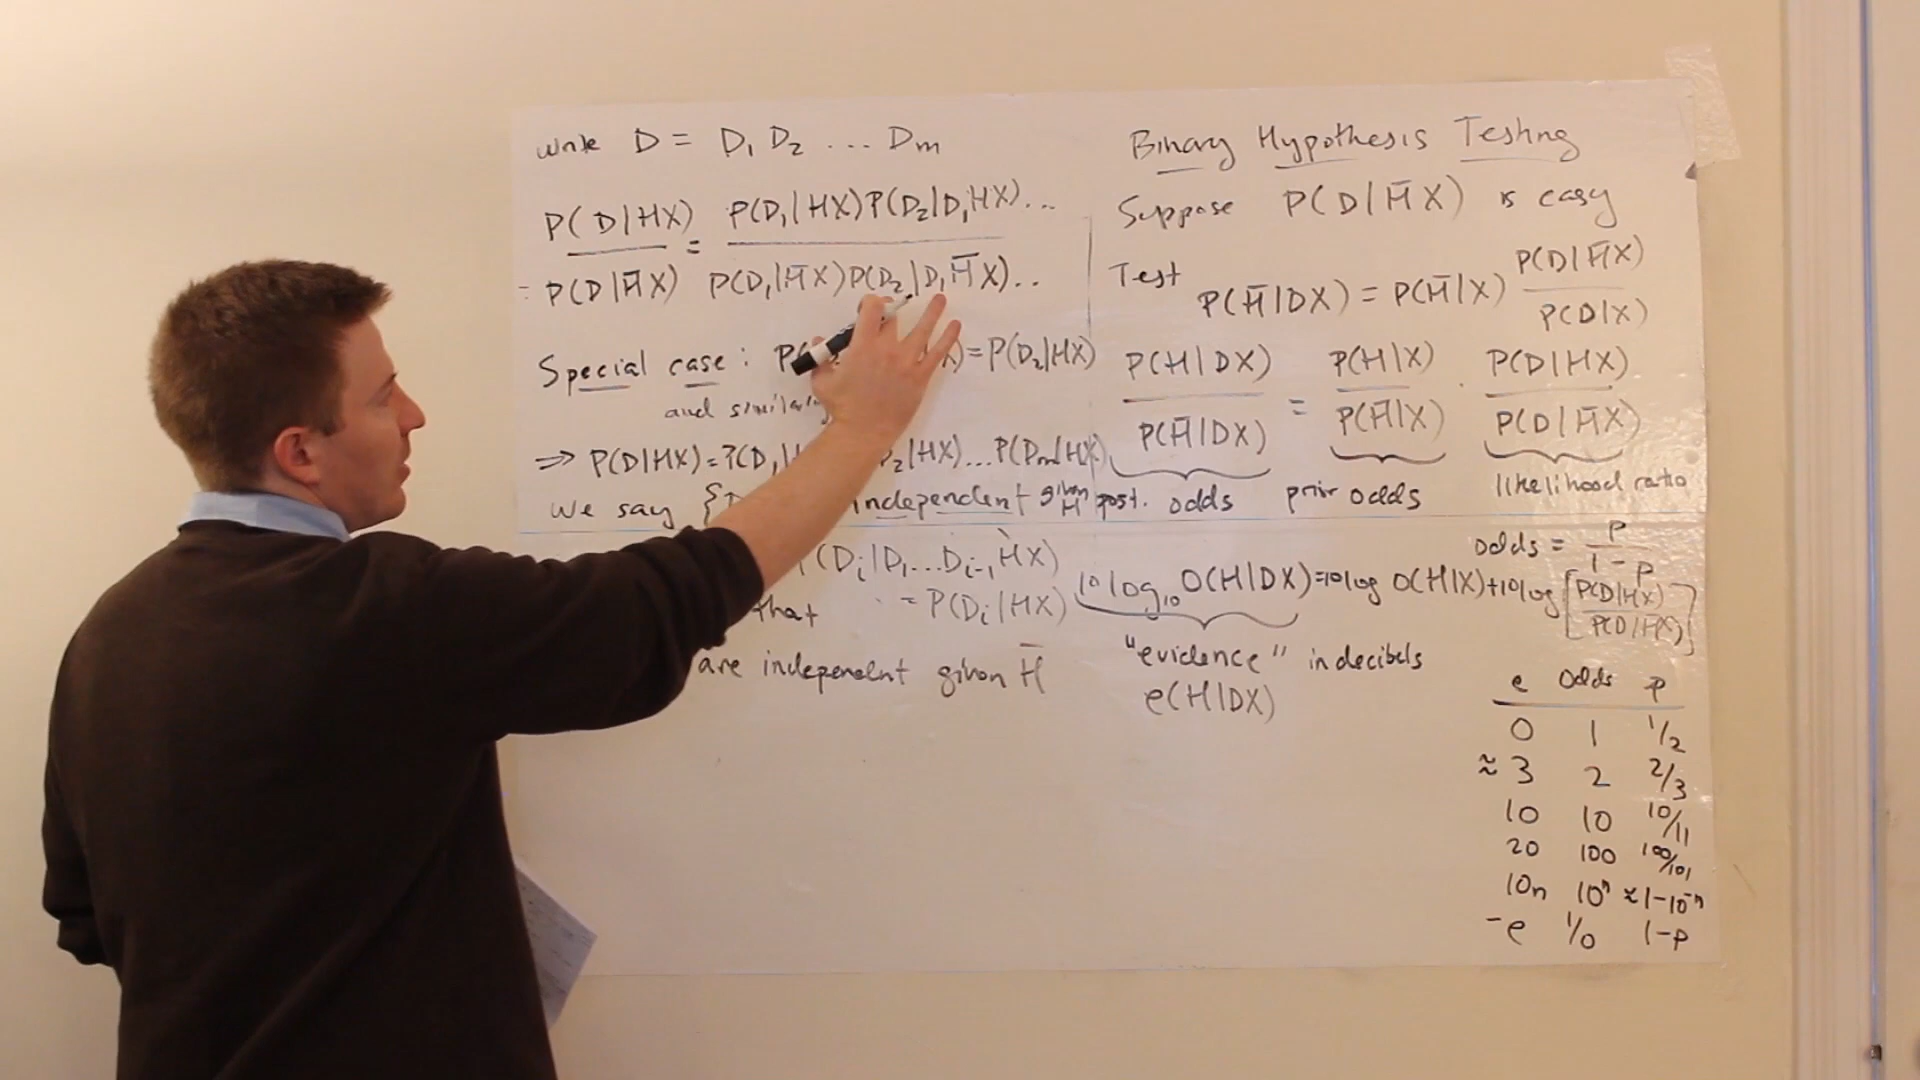 write D = D₁ D₂ ... Dₘ
P(D|HX) / P(D|H̄X) = P(D₁|HX)P(D₂|D₁HX)... / P(D₁|H̄X)P(D₂|D₁H̄X)..
Special case: P( X)=P(D₂|HX)
and similarly
⇒ P(D|HX)=P(D₁|H ₂|HX)...P(Dₘ|HX)
We say { independent given H
(Dᵢ|D₁...Dᵢ₋₁HX)
that = P(Dᵢ|HX)
are independent given H̄
Binary Hypothesis Testing
Suppose P(D|H̄X) is easy
Test P(H̄|DX) = P(H̄|X) P(D|H̄X) / P(D|X)
P(H|DX) / P(H̄|DX) = P(H|X) / P(H̄|X) · P(D|HX) / P(D|H̄X)
post. odds prior odds likelihood ratio
odds = P / 1-P
10 log₁₀ O(H|DX)=10log O(H|X)+10log [P(D|HX) / P(D|H̄X)]
"evidence" in decibels
e(H|DX)
e odds P
0 1 1/2
≈ 3 2 2/3
10 10 10/11
20 100 100/101
10n 10ⁿ ≈1-10⁻ⁿ
-e 1/0 1-P